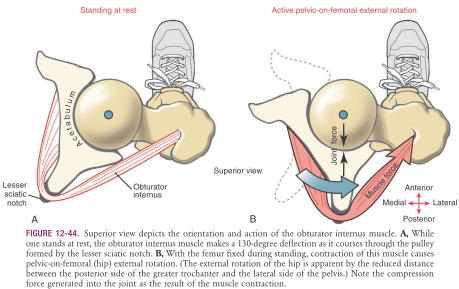 Standing at rest
Active pelvic-on-femoral external rotation
Acetabulum
Joint force
Muscle force
Lesser
sciatic
notch
Obturator
internus
Superior view
Anterior
Medial
Lateral
Posterior
A
B
FIGURE 12-44. Superior view depicts the orientation and action of the obturator internus muscle. A, While
one stands at rest, the obturator internus muscle makes a 130-degree deflection as it courses through the pulley
formed by the lesser sciatic notch. B, With the femur fixed during standing, contraction of this muscle causes
pelvic-on-femoral (hip) external rotation. (The external rotation of the hip is apparent by the reduced distance
between the posterior side of the greater trochanter and the lateral side of the pelvis.) Note the compression
force generated into the joint as the result of the muscle contraction.